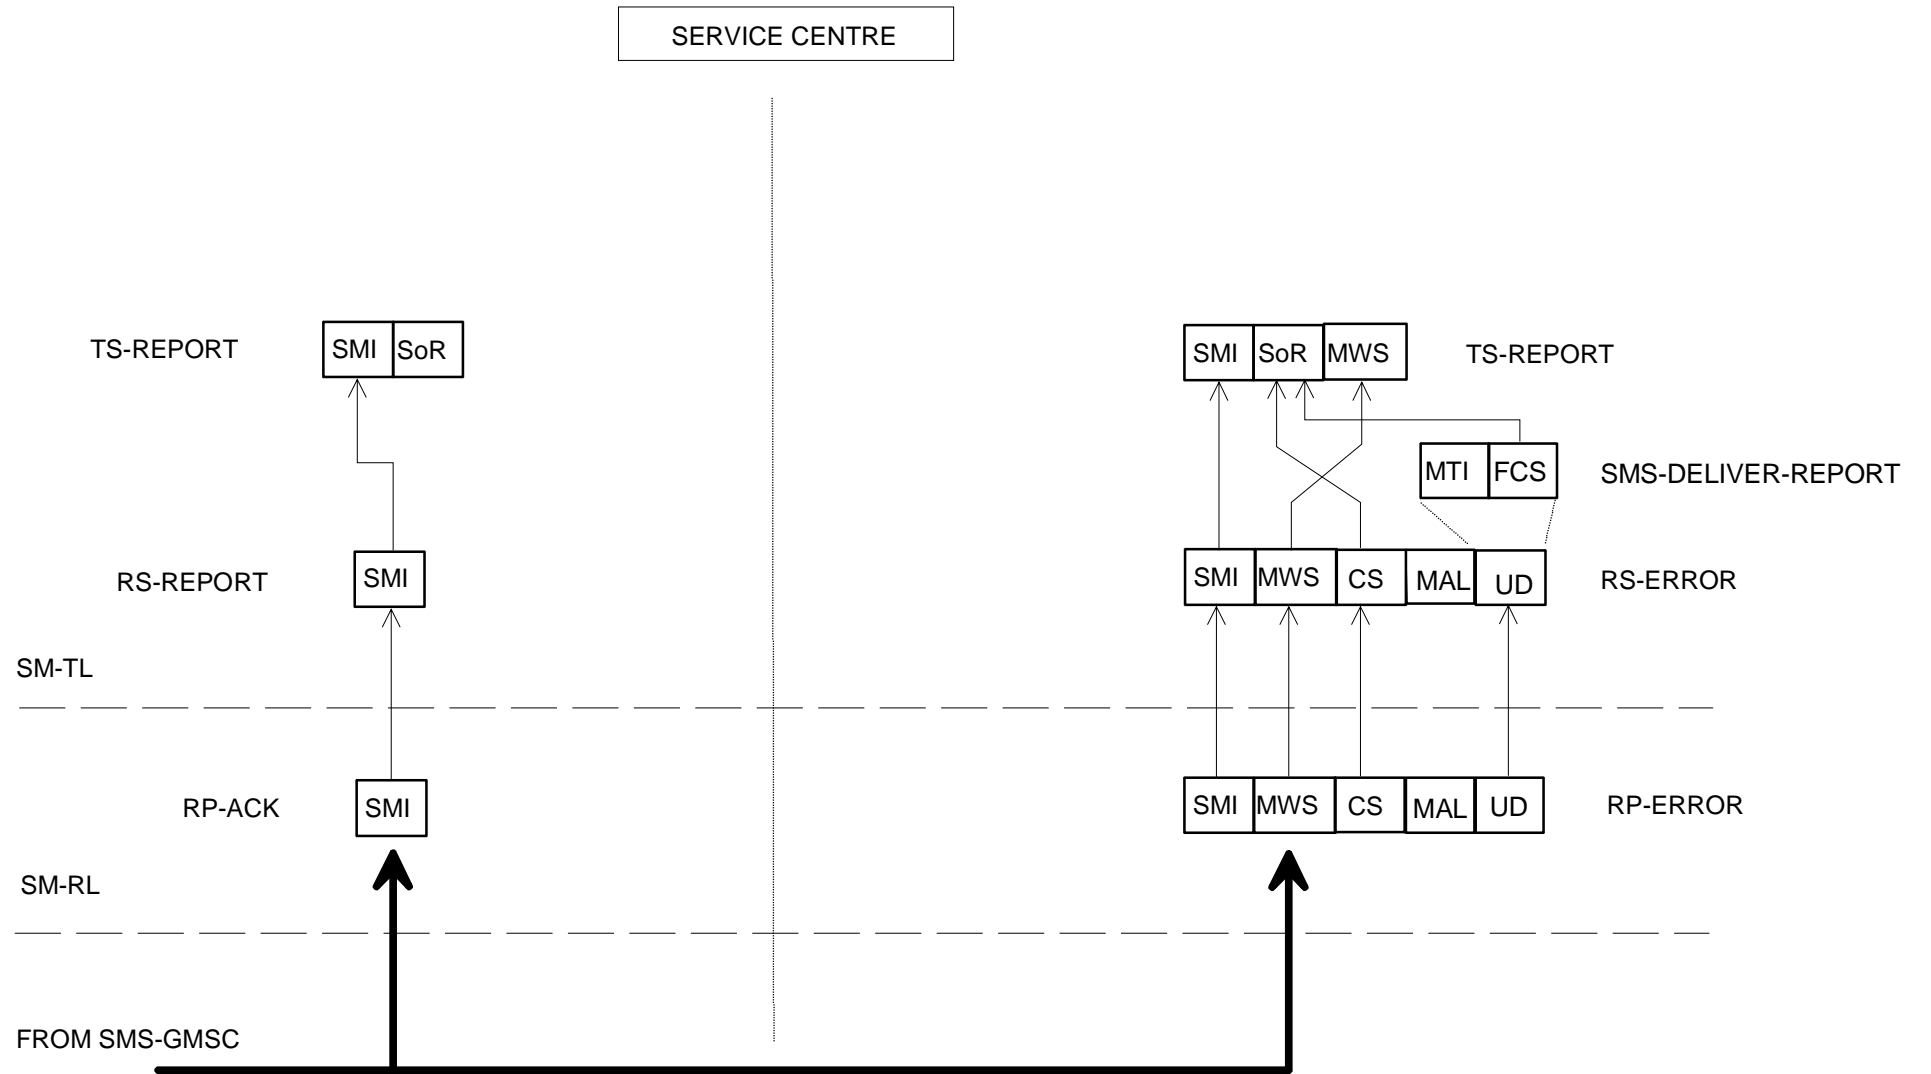 SERVICE CENTRE
TS-REPORT SMI SoR SMI SoR MWS TS-REPORT
MTI FCS SMS-DELIVER-REPORT
RS-REPORT SMI SMI MWS CS MAL UD RS-ERROR
SM-TL
RP-ACK SMI SMI MWS CS MAL UD RP-ERROR
SM-RL
FROM SMS-GMSC